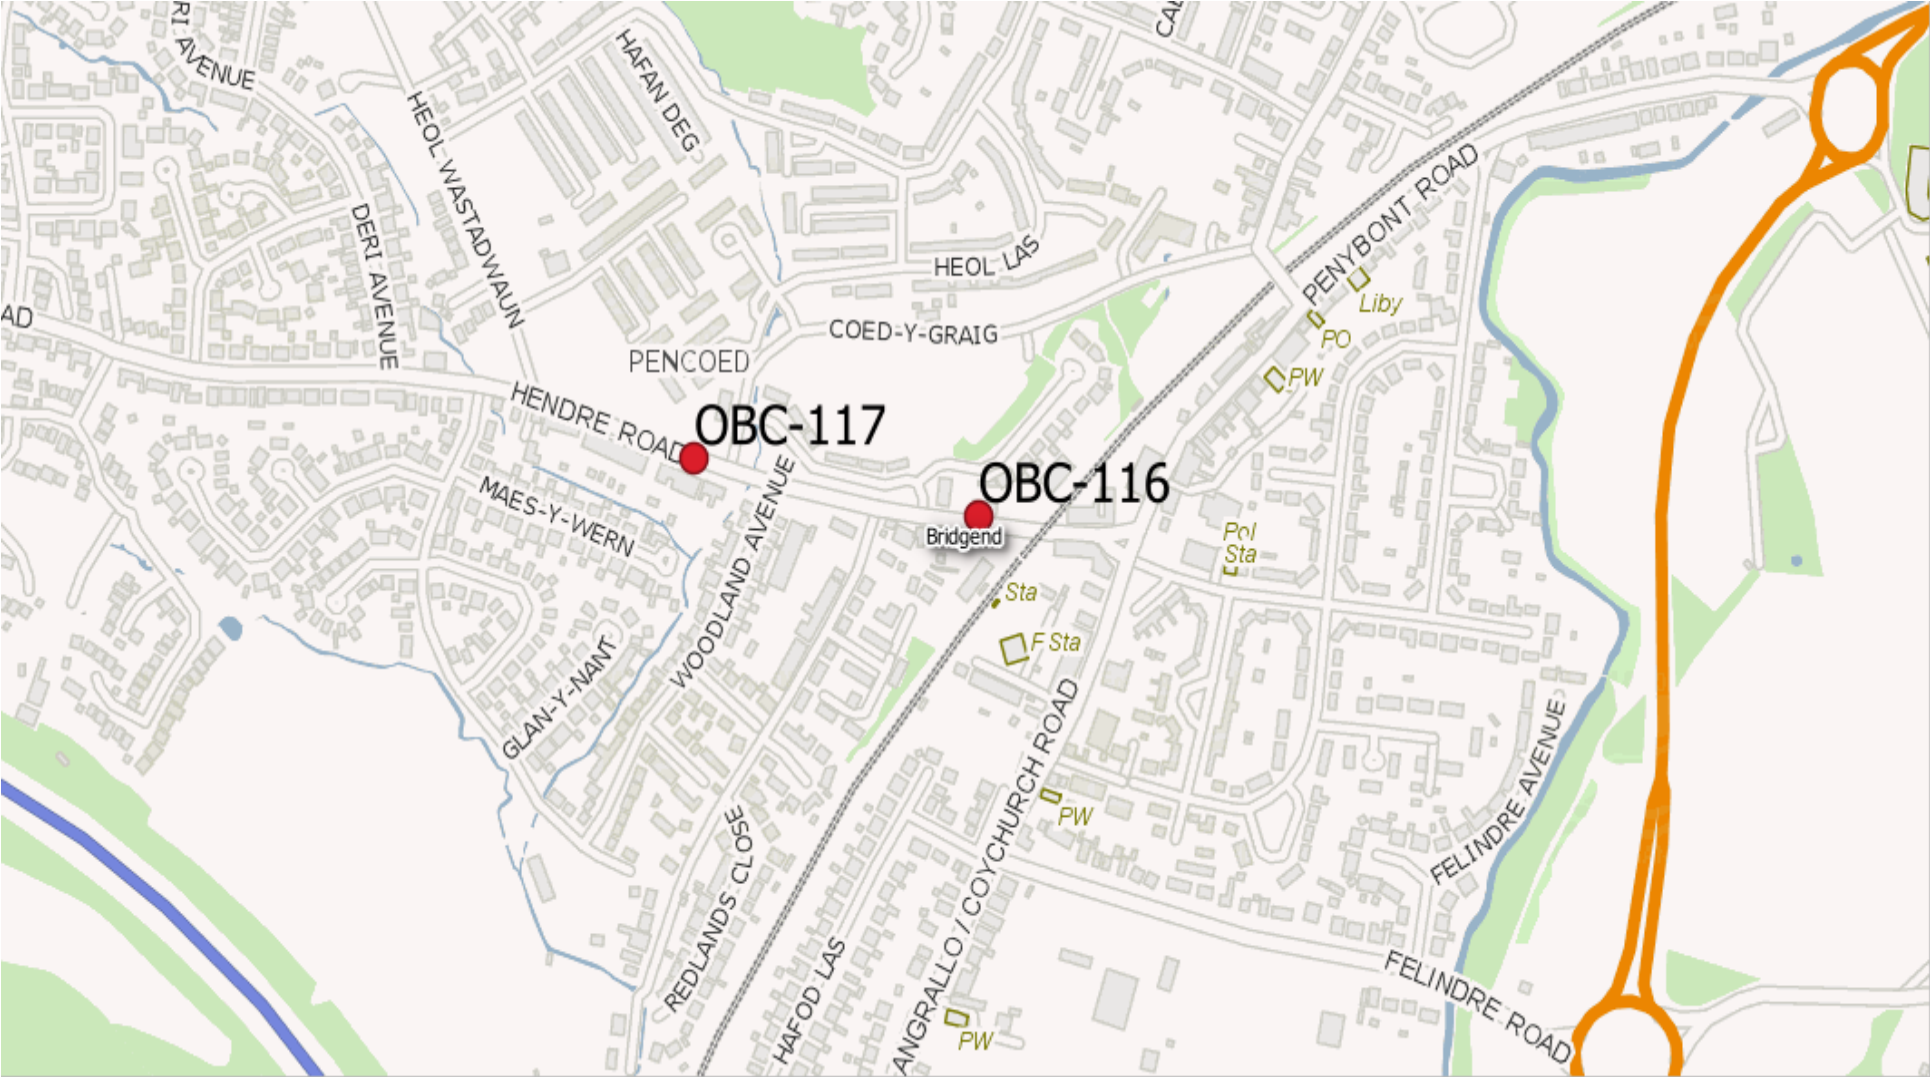 RI AVENUE
HAFAN DEG
HEOL WASTADWAUN
DERI AVENUE
HEOL LAS
PENYBONT ROAD
Liby
PO
PW
AD
PENCOED
COED-Y-GRAIG
HENDRE ROAD
OBC-117
OBC-116
Bridgend
MAES-Y-WERN
WOODLAND AVENUE
Pol
Sta
Sta
F Sta
GLAN-Y-NANT
FELINDRE AVENUE
PW
REDLANDS CLOSE
HAFOD LAS
ANGRALLO / COYCHURCH ROAD
PW
FELINDRE ROAD